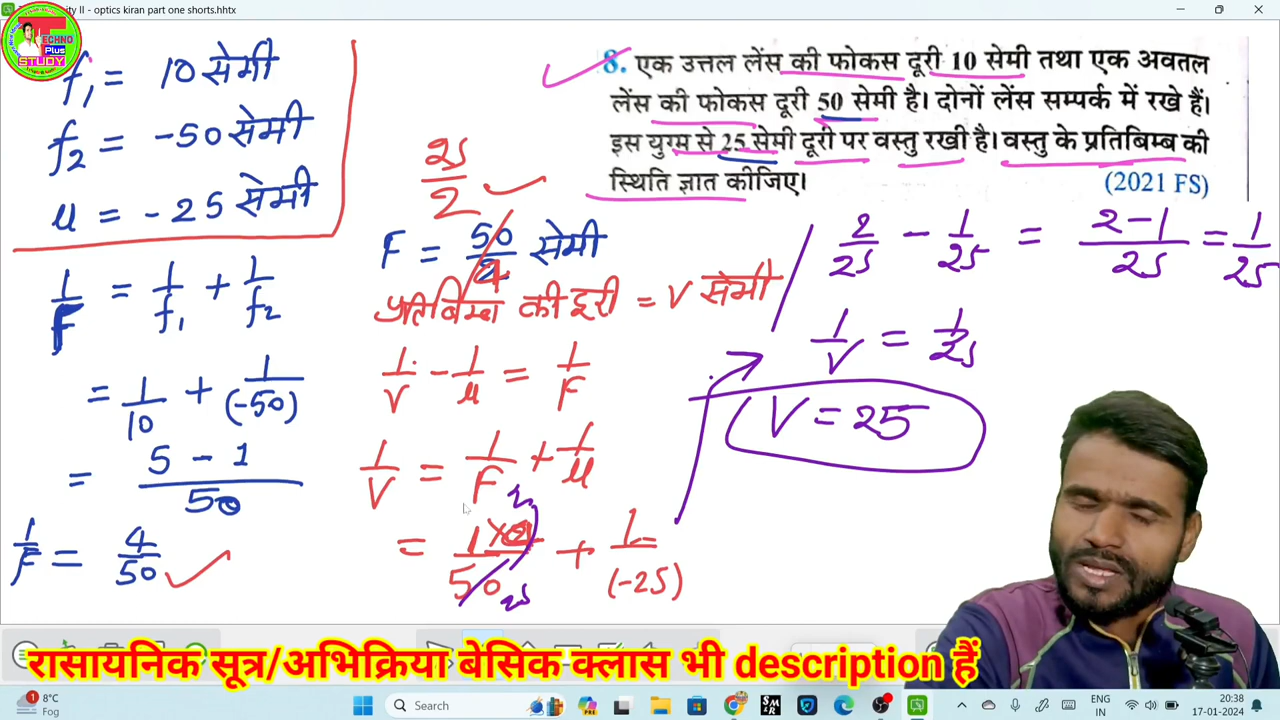 optics kiran part one shorts.hhtx
TECHNO
Plus
STUDY
f₁ = 10 सेमी
f₂ = -50 सेमी
u = -25 सेमी
1/F = 1/f₁ + 1/f₂
= 1/10 + 1/(-50)
= 5 - 1/50
1/F = 4/50
25/2
F = 50/4 सेमी
प्रतिबिम्ब की दूरी = V सेमी
1/V - 1/u = 1/F
1/V = 1/F + 1/u
+ 1/(-25)
8. एक उत्तल लेंस की फोकस दूरी 10 सेमी तथा एक अवतल
लेंस की फोकस दूरी 50 सेमी है। दोनों लेंस सम्पर्क में रखे हैं।
इस युग्म से 25 सेमी दूरी पर वस्तु रखी है। वस्तु के प्रतिबिम्ब की
स्थिति ज्ञात कीजिए।
(2021 FS)
2/25 - 1/25 = 2-1/25 = 1/25
1/V = 1/25
V = 25
रासायनिक सूत्र/अभिक्रिया बेसिक क्लास भी description हैं
1
8°C
Fog
Search
ENG
IN
20:38
17-01-2024